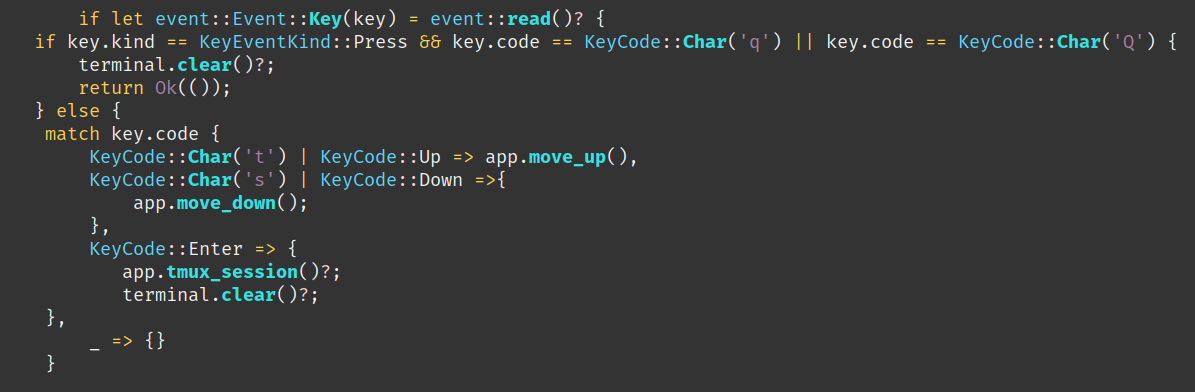 if let event::Event::Key(key) = event::read()? {
if key.kind == KeyEventKind::Press && key.code == KeyCode::Char('q') || key.code == KeyCode::Char('Q') {
terminal.clear()?;
return Ok(());
} else {
match key.code {
KeyCode::Char('t') | KeyCode::Up => app.move_up(),
KeyCode::Char('s') | KeyCode::Down =>{
app.move_down();
},
KeyCode::Enter => {
app.tmux_session()?;
terminal.clear()?;
},
_ => {}
}